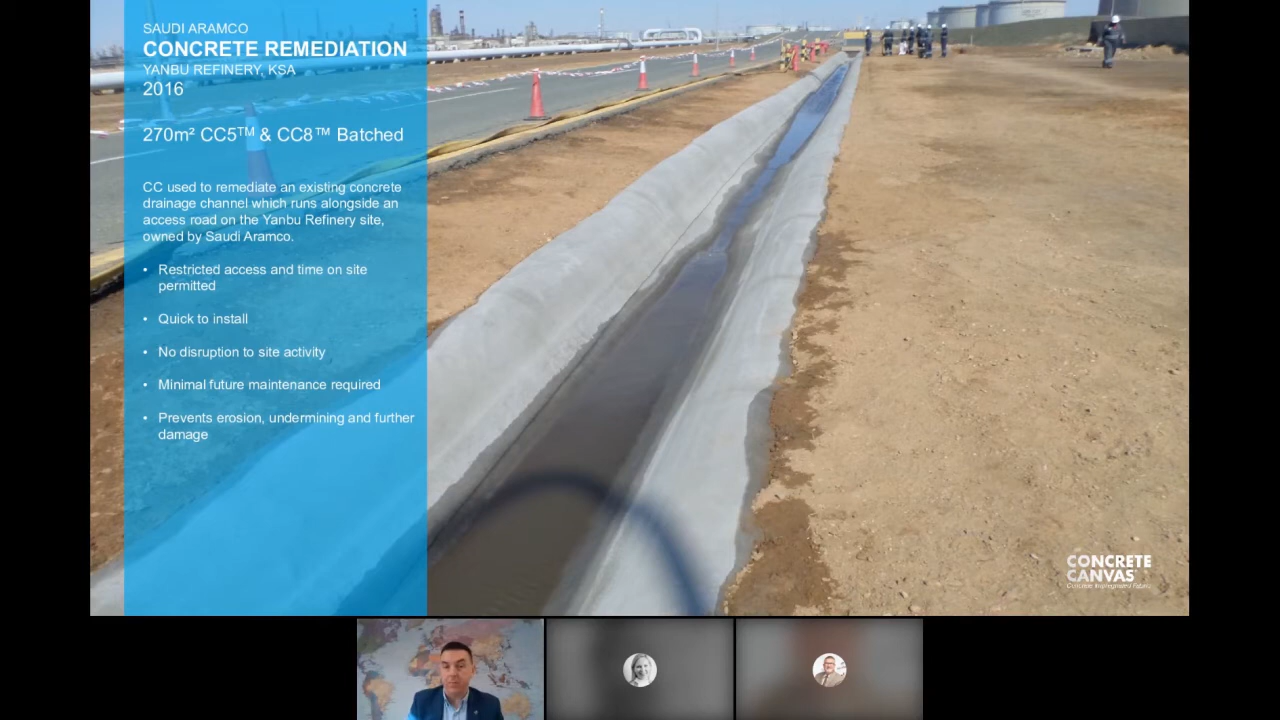 SAUDI ARAMCO
CONCRETE REMEDIATION
YANBU REFINERY, KSA
2016
270m² CC5™ & CC8™ Batched
CC used to remediate an existing concrete
drainage channel which runs alongside an
access road on the Yanbu Refinery site,
owned by Saudi Aramco.
• Restricted access and time on site
permitted
• Quick to install
• No disruption to site activity
• Minimal future maintenance required
• Prevents erosion, undermining and further
damage
CONCRETE
CANVAS
Concrete Impregnated Fabric